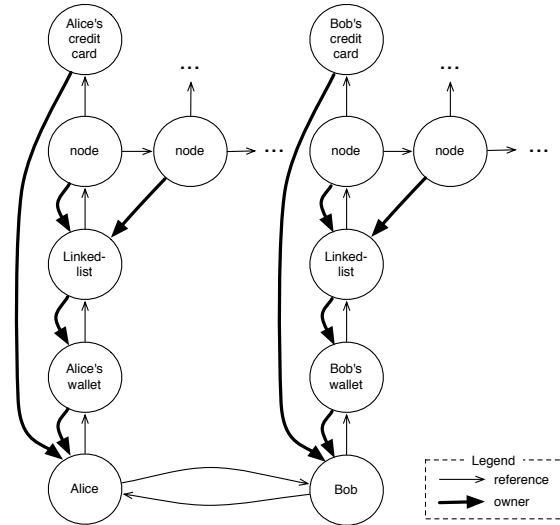 Alice's
credit
card
Bob's
credit
card
...
...
node
node
...
node
node
...
Linked-
list
Linked-
list
Alice's
wallet
Bob's
wallet
Alice
Bob
Legend
reference
owner